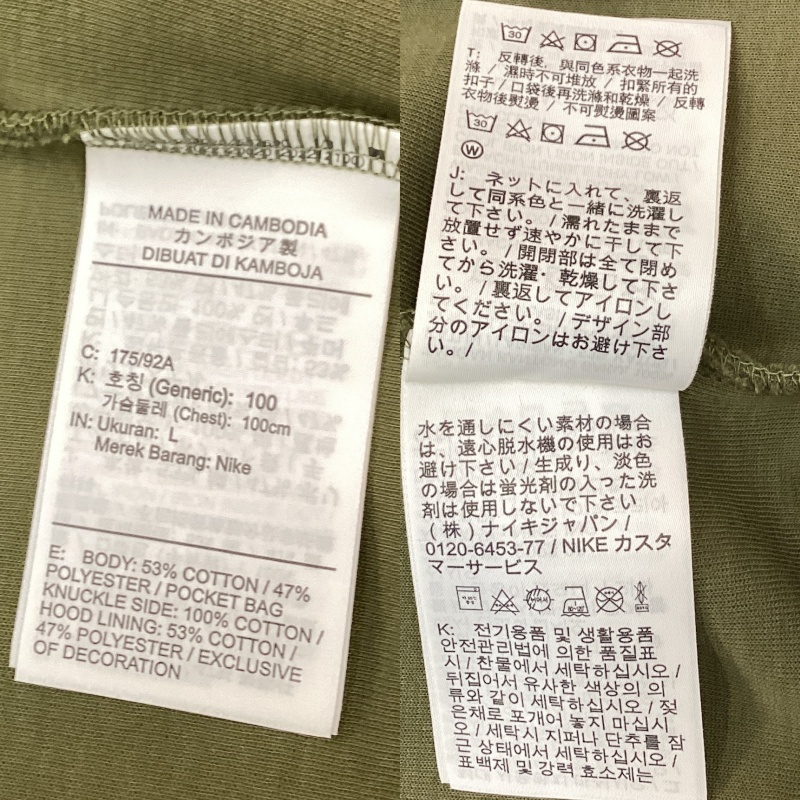 MADE IN CAMBODIA
カンボジア製
DIBUAT DI KAMBOJA
C: 175/92A
K: 호칭 (Generic): 100
가슴둘레 (Chest): 100cm
IN: Ukuran: L
Merek Barang: Nike
E: BODY: 53% COTTON / 47%
POLYESTER / POCKET BAG
KNUCKLE SIDE: 100% COTTON /
HOOD LINING: 53% COTTON /
47% POLYESTER / EXCLUSIVE
OF DECORATION
30
T: 反轉後，與同色系衣物一起洗
滌 / 濕時不可堆放 / 扣緊所有的
扣子 / 口袋後再洗滌和乾燥 / 反轉
衣物後熨燙 / 不可熨燙圖案
30
W
J: ネットに入れて、裏返
して同系色と一緒に洗濯し
て下さい。/ 濡れたままで
放置せず速やかに干して下
さい。/ 開閉部は全て閉め
てから洗濯・乾燥して下さ
い。/ 裏返してアイロンし
てください。/ デザイン部
分のアイロンはお避け下さ
い。/
水を通しにくい素材の場合
は、遠心脱水機の使用はお
避け下さい / 生成り、淡色
の場合は蛍光剤の入った洗
剤は使用しないで下さい
(株) ナイキジャパン /
0120-6453-77 / NIKE カスタ
マーサービス
K: 전기용품 및 생활용품
안전관리법에 의한 품질표
시 / 찬물에서 세탁하십시오 /
뒤집어서 유사한 색상의 의
류와 같이 세탁하십시오 / 젖
은채로 포개어 놓지 마십시
오 / 세탁시 지퍼나 단추를 잠
근 상태에서 세탁하십시오 /
표백제 및 강력 효소제는